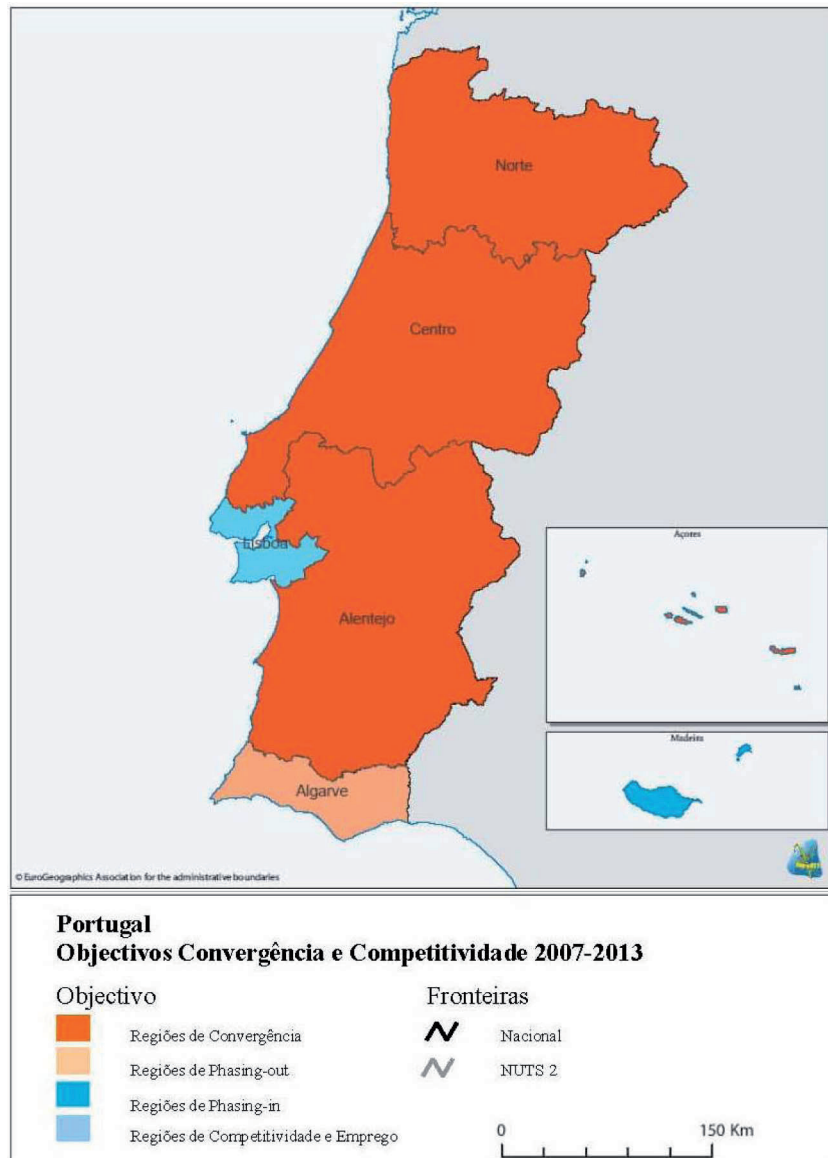 Norte
Centro
Lisboa
Alentejo
Algarve
Açores
Madeira
© EuroGeographics Association for the administrative boundaries
Portugal
Objectivos Convergência e Competitividade 2007-2013
Objectivo
Regiões de Convergência
Regiões de Phasing-out
Regiões de Phasing-in
Regiões de Competitividade e Emprego
Fronteiras
Nacional
NUTS 2
0 150 Km